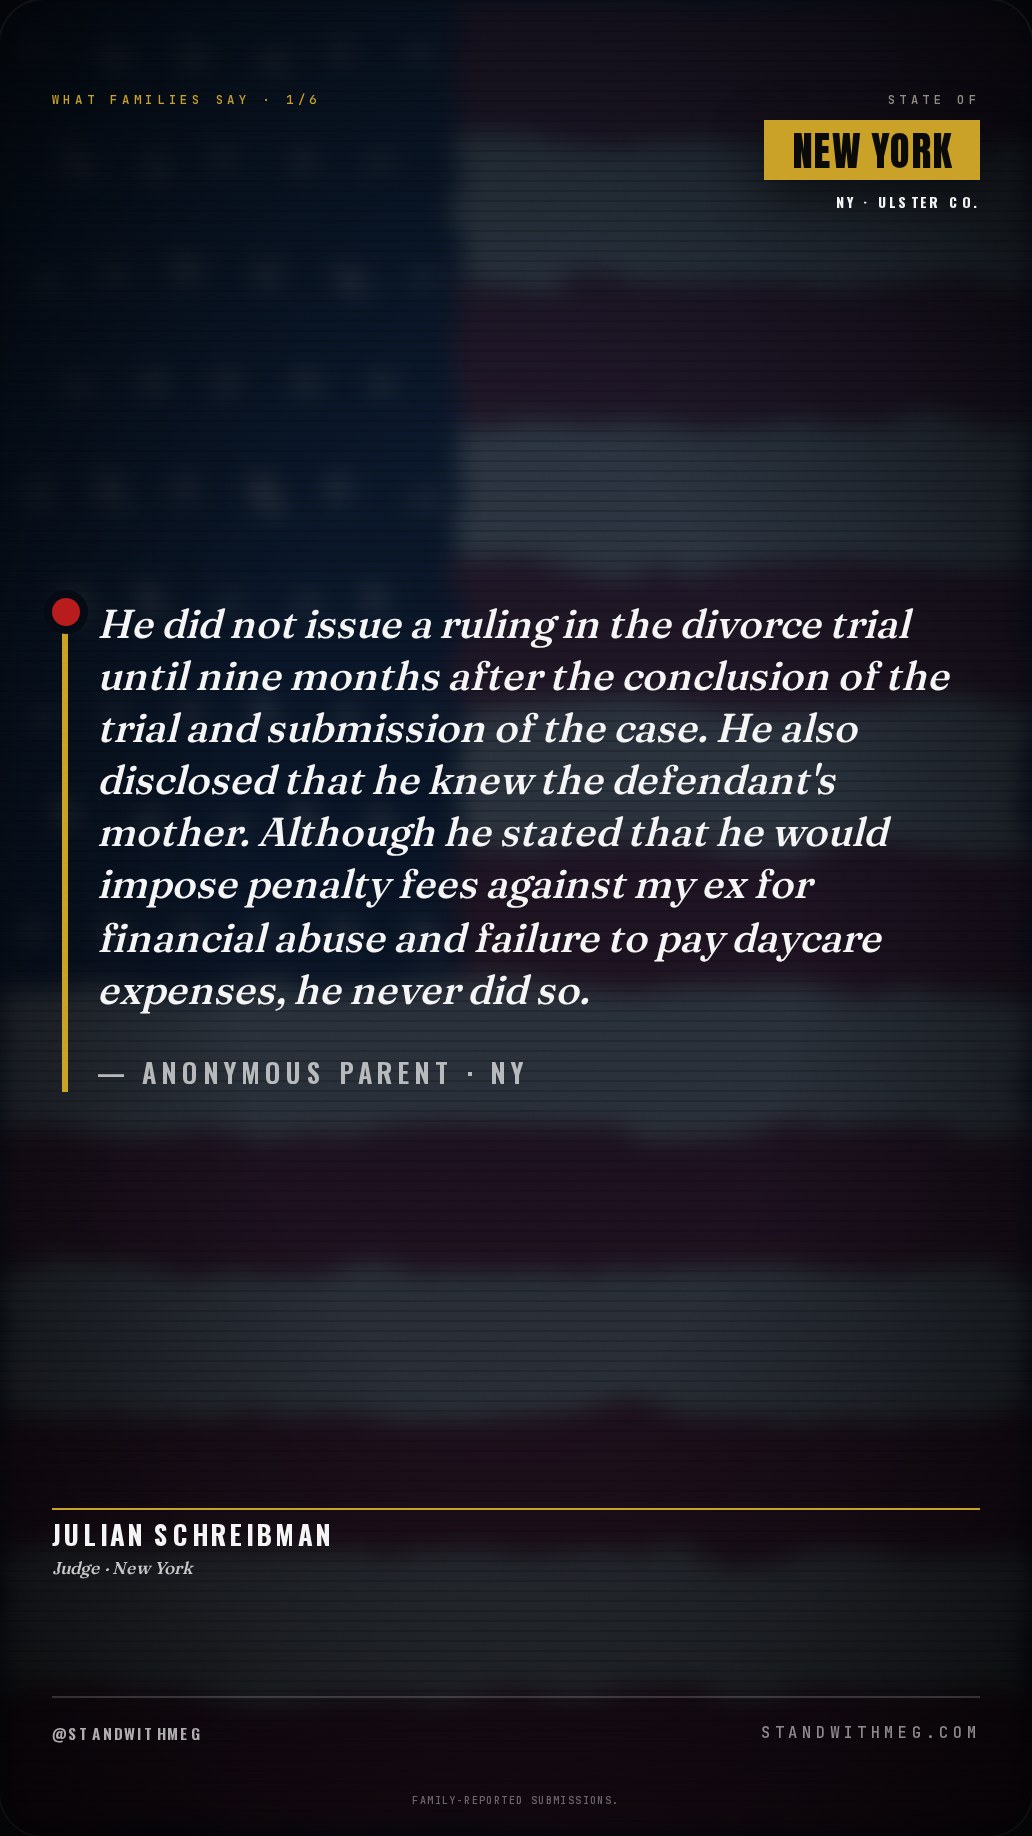 WHAT FAMILIES SAY · 1/6
STATE OF
NEW YORK
NY · ULSTER CO.
He did not issue a ruling in the divorce trial
until nine months after the conclusion of the
trial and submission of the case. He also
disclosed that he knew the defendant's
mother. Although he stated that he would
impose penalty fees against my ex for
financial abuse and failure to pay daycare
expenses, he never did so.
— ANONYMOUS PARENT · NY
JULIAN SCHREIBMAN
Judge · New York
@STANDWITHMEG
STANDWITHMEG.COM
FAMILY-REPORTED SUBMISSIONS.